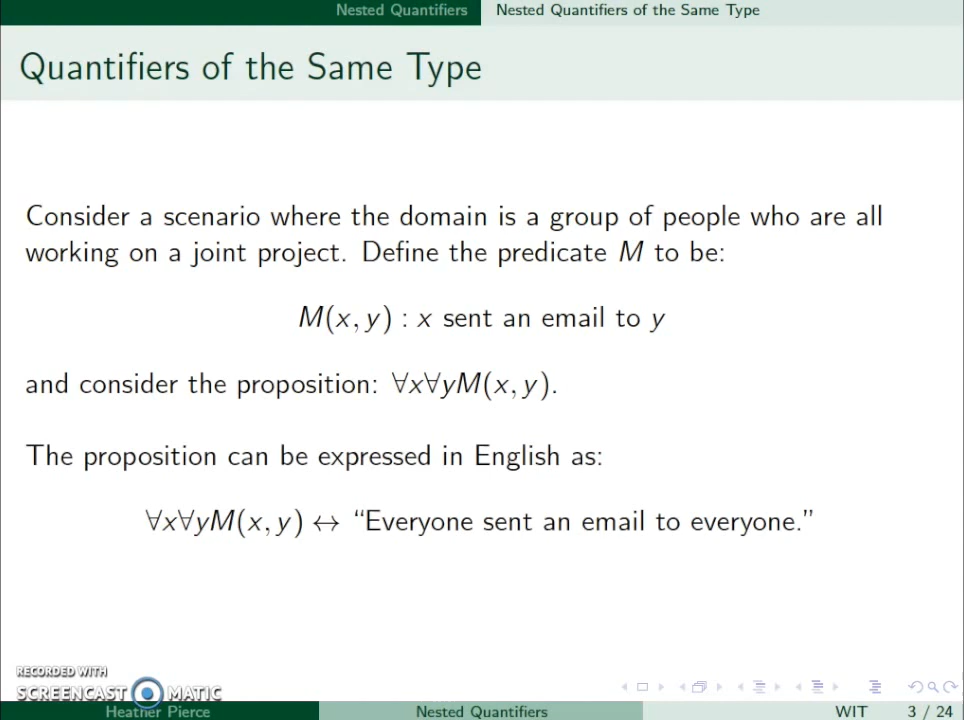 Nested Quantifiers Nested Quantifiers of the Same Type
Quantifiers of the Same Type
Consider a scenario where the domain is a group of people who are all
working on a joint project. Define the predicate M to be:
M(x, y) : x sent an email to y
and consider the proposition: ∀x∀yM(x, y).
The proposition can be expressed in English as:
∀x∀yM(x, y) ↔ “Everyone sent an email to everyone.”
RECORDED WITH
SCREENCAST MATIC
Heather Pierce Nested Quantifiers WIT 3 / 24